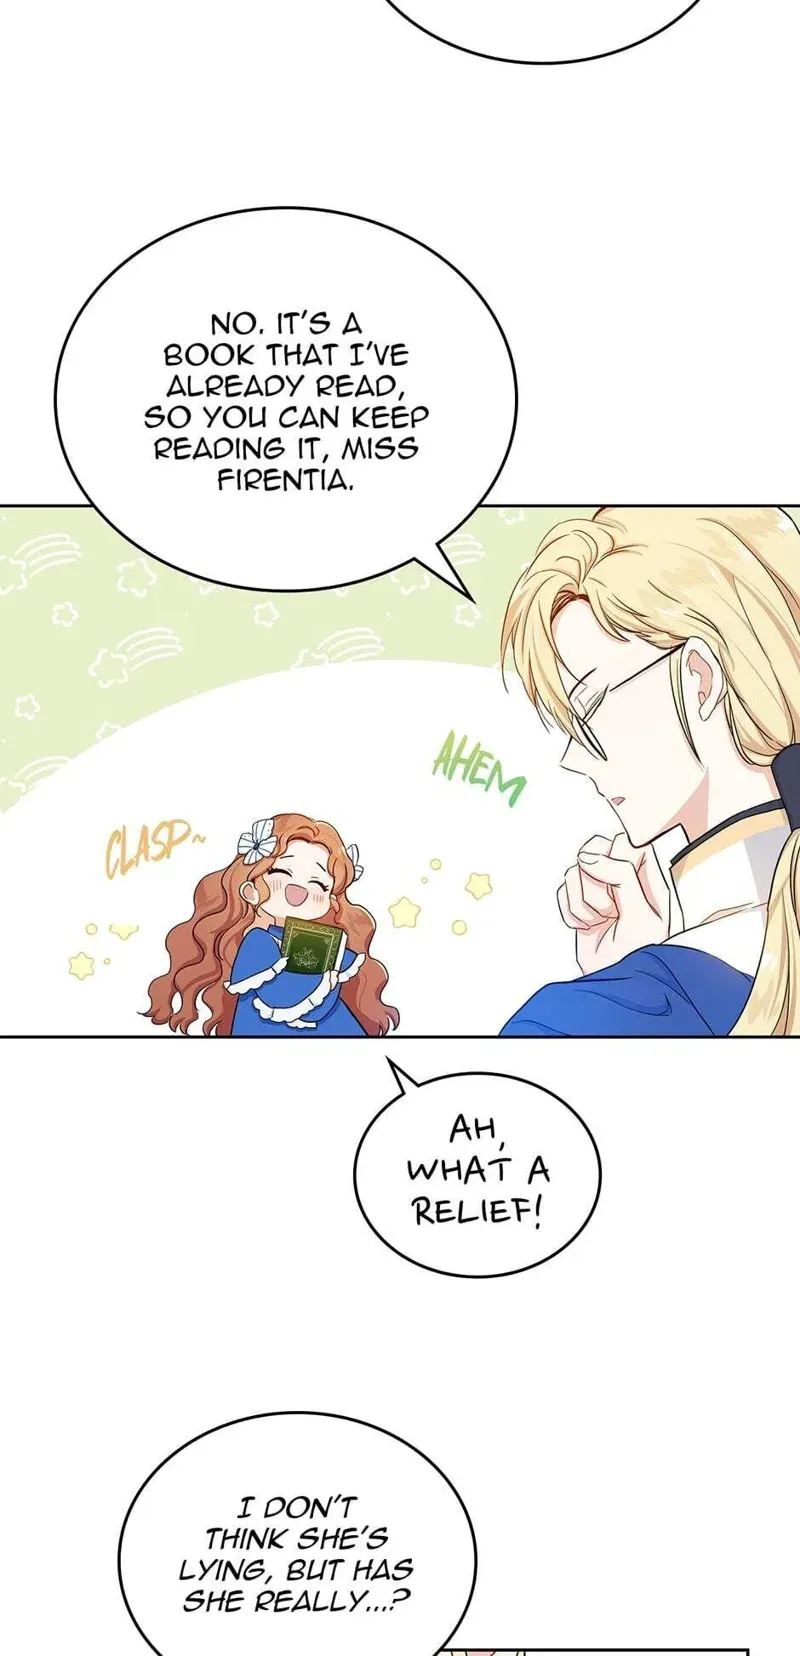 NO. IT'S A
BOOK THAT I'VE
ALREADY READ,
SO YOU CAN KEEP
READING IT, MISS
FIRENTIA.
AHEM
CLASP~
AH,
WHAT A
RELIEF!
I DON'T
THINK SHE'S
LYING, BUT HAS
SHE REALLY...?